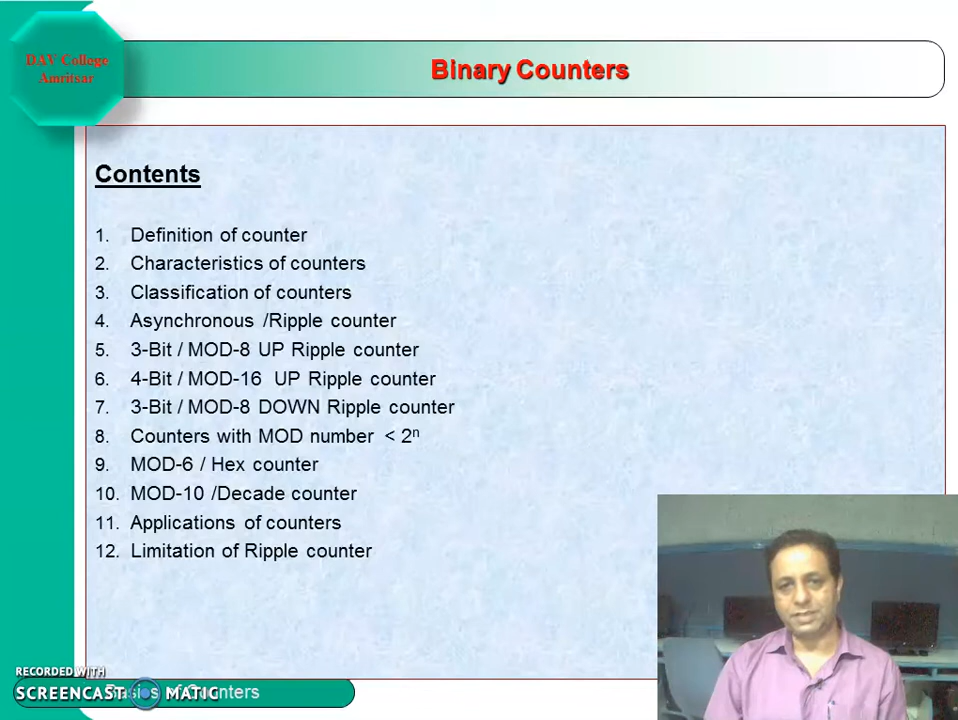 DAV College
Amritsar
Binary Counters
Contents
1. Definition of counter
2. Characteristics of counters
3. Classification of counters
4. Asynchronous /Ripple counter
5. 3-Bit / MOD-8 UP Ripple counter
6. 4-Bit / MOD-16 UP Ripple counter
7. 3-Bit / MOD-8 DOWN Ripple counter
8. Counters with MOD number < 2ⁿ
9. MOD-6 / Hex counter
10. MOD-10 /Decade counter
11. Applications of counters
12. Limitation of Ripple counter
RECORDED WITH
SCREENCAST MATIC
Basics of Counters